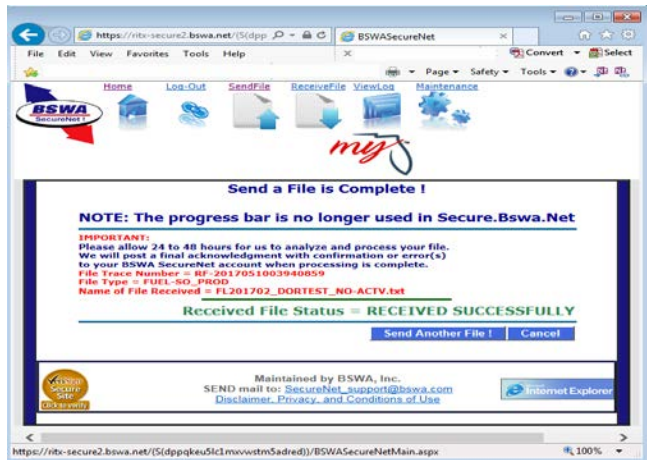 https://ritx-secure2.bswa.net/(S(dpp
BSWASecureNet
File Edit View Favorites Tools Help
Convert Select
Page Safety Tools
Home Log-Out SendFile ReceiveFile ViewLog Maintenance
BSWA
SecureNet !
my
Send a File is Complete !
NOTE: The progress bar is no longer used in Secure.Bswa.Net
IMPORTANT:
Please allow 24 to 48 hours for us to analyze and process your file.
We will post a final acknowledgment with confirmation or error(s)
to your BSWA SecureNet account when processing is complete.
File Trace Number = RF-2017051003940859
File Type = FUEL-SO_PROD
Name of File Received = FL201702_DORTEST_NO-ACTV.txt
Received File Status = RECEIVED SUCCESSFULLY
Send Another File ! Cancel
Secure
Site
Click to verify
Maintained by BSWA, Inc.
SEND mail to: SecureNet_support@bswa.com
Disclaimer, Privacy, and Conditions of Use
Internet Explorer
https://ritx-secure2.bswa.net/(S(dppqkeu5lc1mxvwstm5adred))/BSWASecureNetMain.aspx
100%